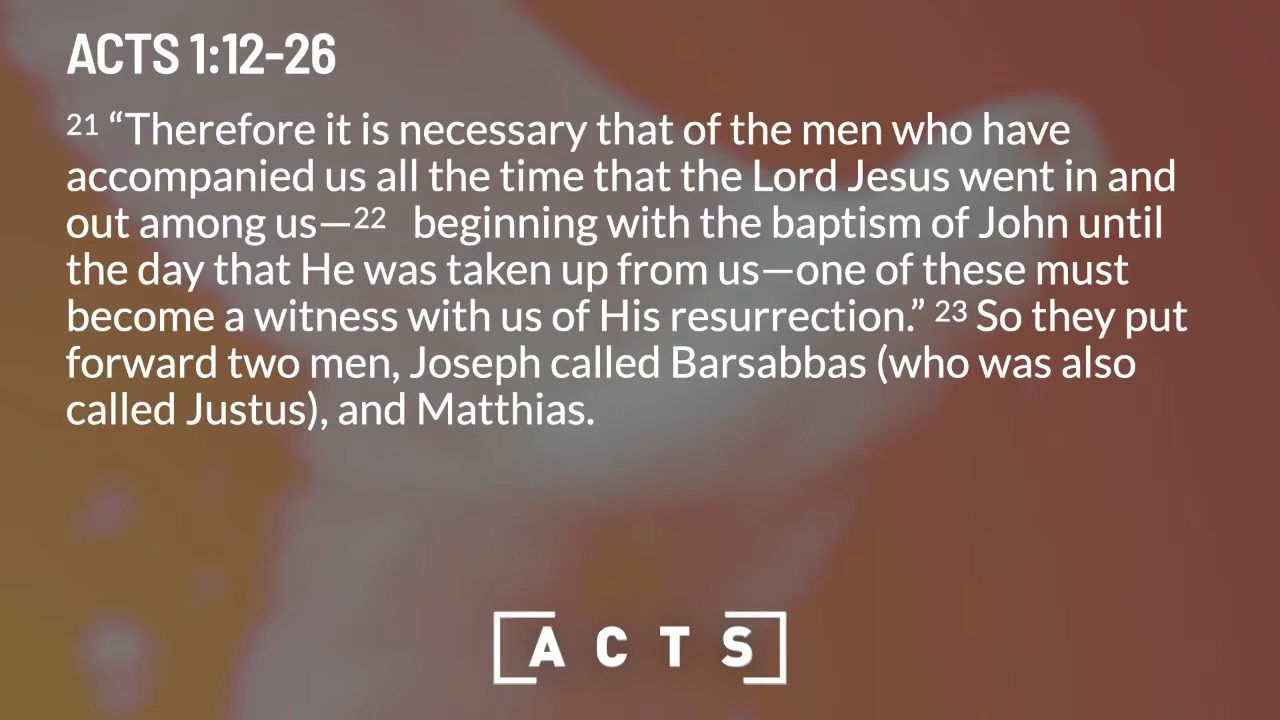 ACTS 1:12-26
21 “Therefore it is necessary that of the men who have
accompanied us all the time that the Lord Jesus went in and
out among us—22 beginning with the baptism of John until
the day that He was taken up from us—one of these must
become a witness with us of His resurrection.” 23 So they put
forward two men, Joseph called Barsabbas (who was also
called Justus), and Matthias.
ACTS